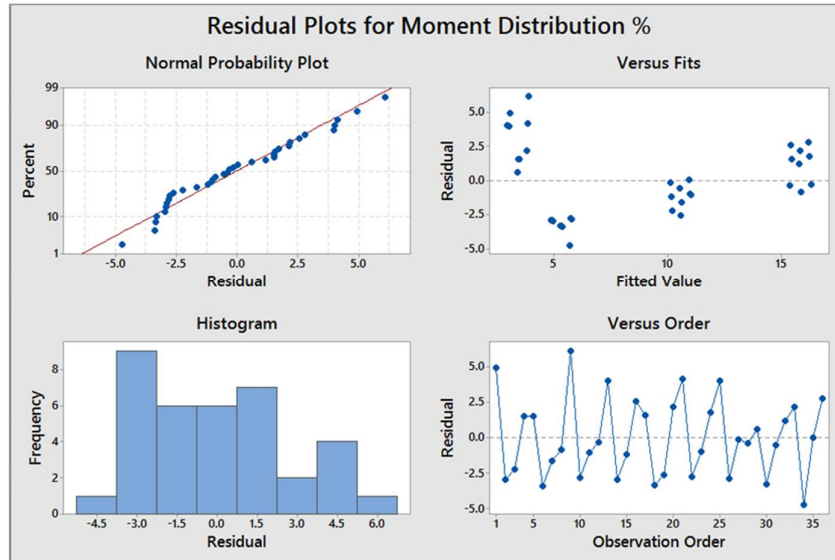 Residual Plots for Moment Distribution %
Normal Probability Plot
99
90
50
10
1
Percent
-5.0 -2.5 0.0 2.5 5.0
Residual
Versus Fits
5.0
2.5
0.0
-2.5
-5.0
Residual
5 10 15
Fitted Value
Histogram
8
6
4
2
0
Frequency
-4.5 -3.0 -1.5 0.0 1.5 3.0 4.5 6.0
Residual
Versus Order
5.0
2.5
0.0
-2.5
-5.0
Residual
1 5 10 15 20 25 30 35
Observation Order